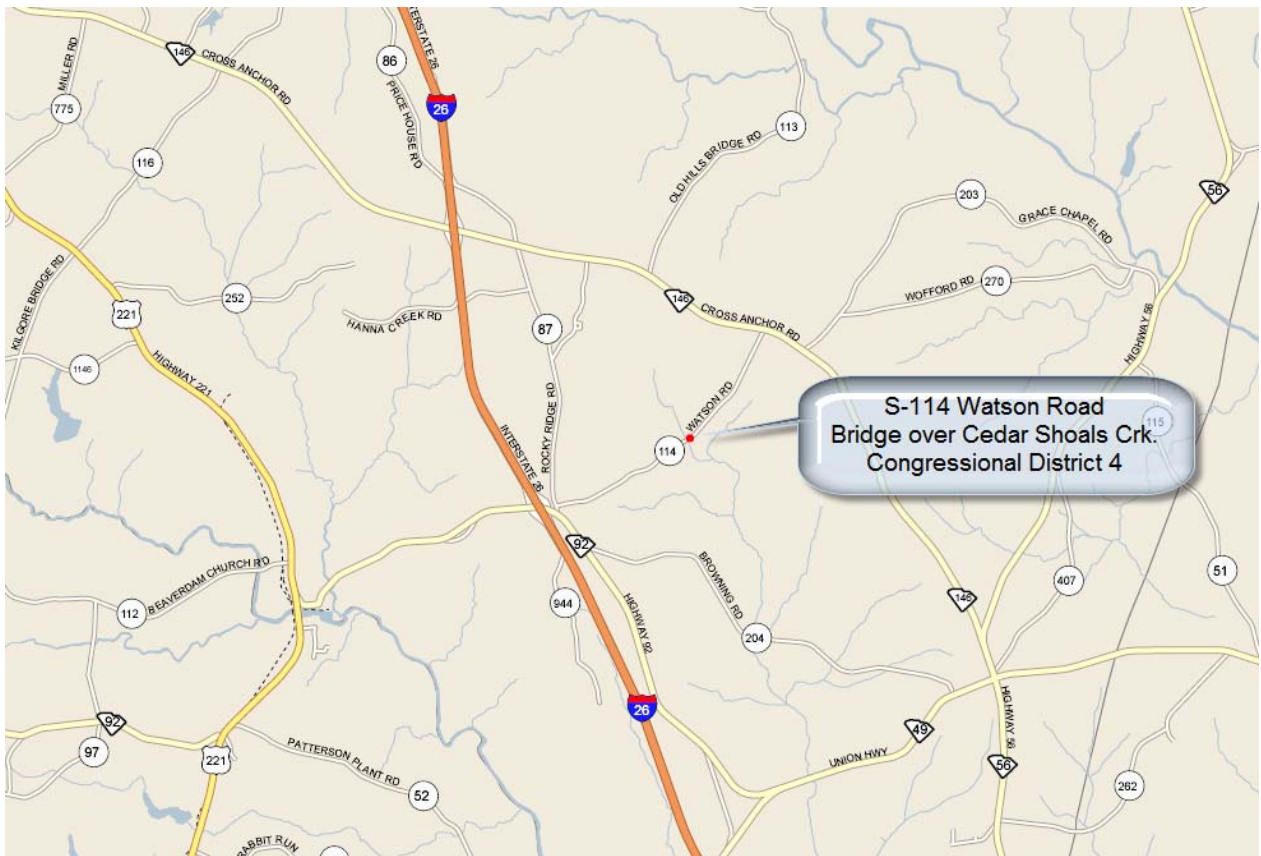 INTERSTATE 26
146
CROSS ANCHOR RD
MILLER RD
86
26
775
PRICE HOUSE RD
113
116
OLD HILLS BRIDGE RD
56
203
GRACE CHAPEL RD
KILGORE BRIDGE RD
252
WOFFORD RD
270
221
HANNA CREEK RD
87
146
CROSS ANCHOR RD
HIGHWAY 56
1146
HIGHWAY 221
ROCKY RIDGE RD
WATSON RD
S-114 Watson Road
Bridge over Cedar Shoals Crk.
Congressional District 4
115
114
INTERSTATE 26
92
BROWNING RD
51
BEAVERDAM CHURCH RD
407
112
944
HIGHWAY 92
146
204
26
HIGHWAY 56
92
97
49
PATTERSON PLANT RD
221
UNION HWY
56
52
262
RABBIT RUN